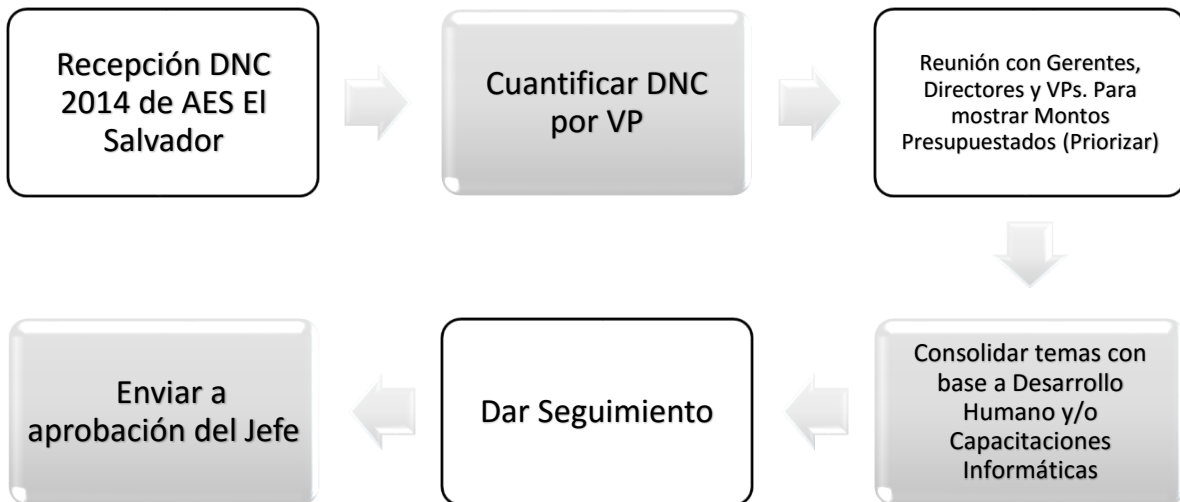 Recepción DNC
2014 de AES El
Salvador
Cuantificar DNC
por VP
Reunión con Gerentes,
Directores y VPs. Para
mostrar Montos
Presupuestados (Priorizar)
Consolidar temas con
base a Desarrollo
Humano y/o
Capacitaciones
Informáticas
Dar Seguimiento
Enviar a
aprobación del Jefe